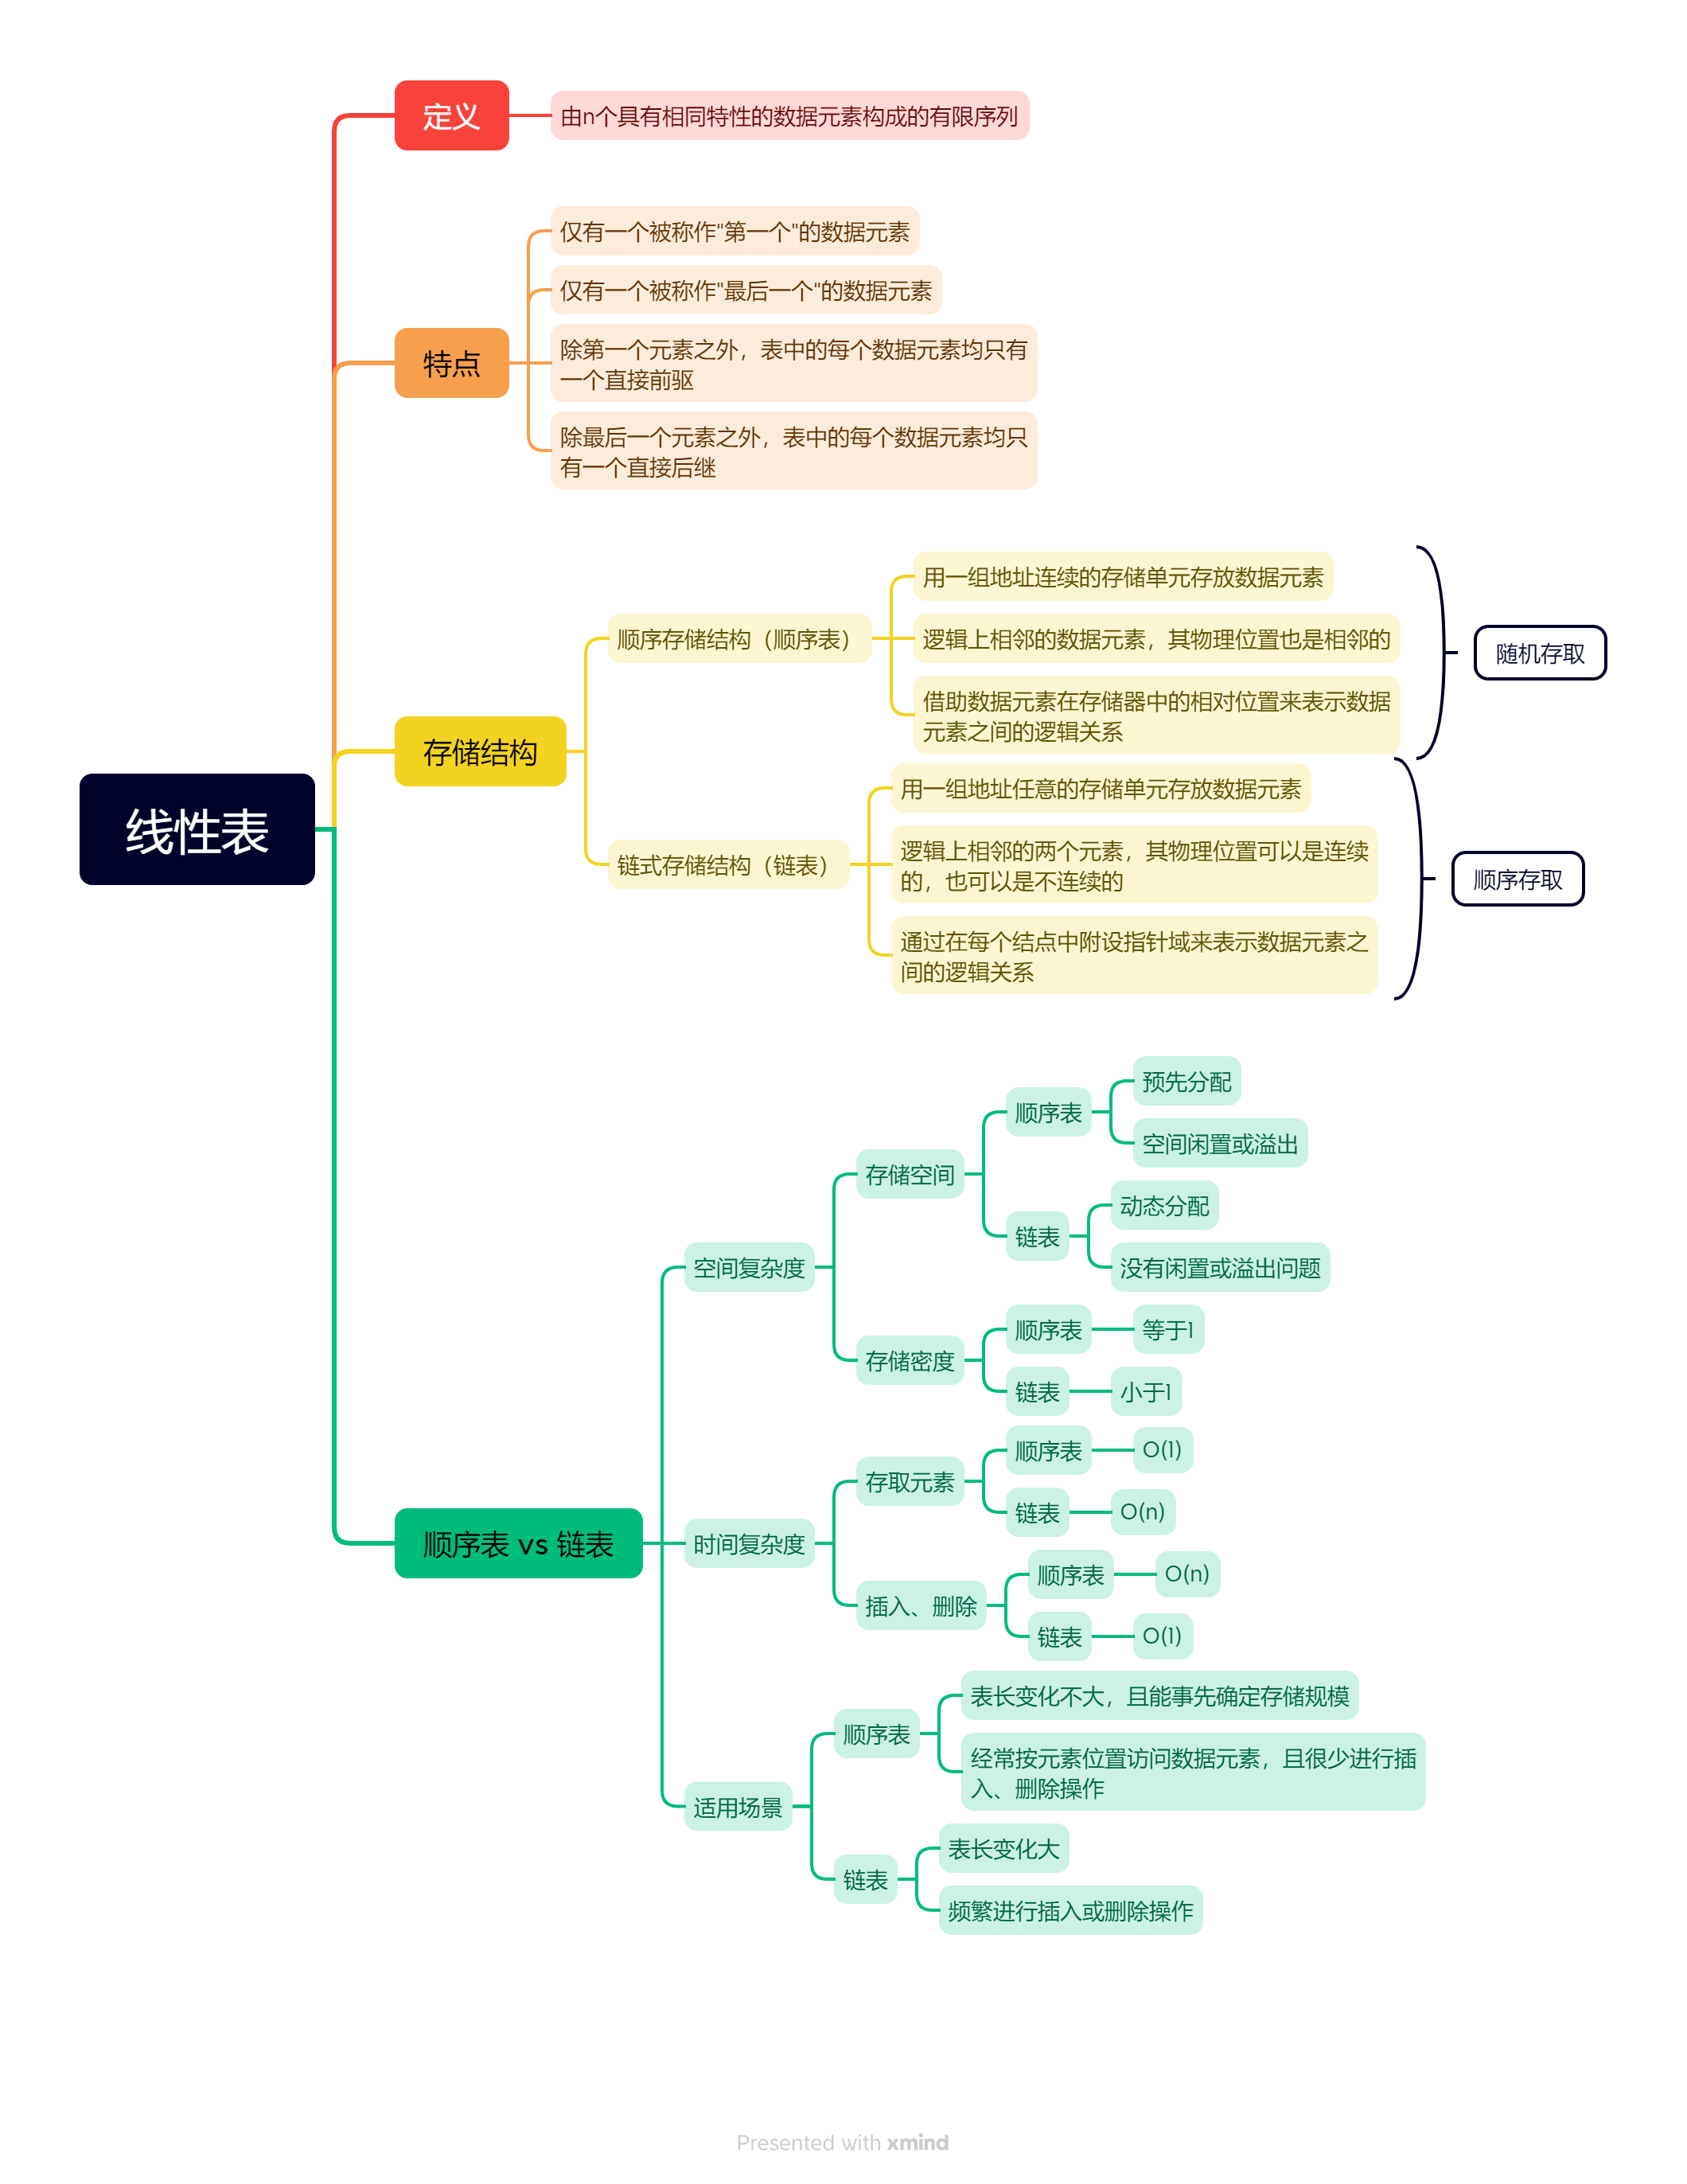 线性表
定义
由n个具有相同特性的数据元素构成的有限序列
特点
仅有一个被称作"第一个"的数据元素
仅有一个被称作"最后一个“的数据元素
除第一个元素之外，表中的每个数据元素均只有
一个直接前驱
除最后一个元素之外，表中的每个数据元素均只
有一个直接后继
存储结构
顺序存储结构（顺序表）
用一组地址连续的存储单元存放数据元素
逻辑上相邻的数据元素，其物理位置也是相邻的
借助数据元素在存储器中的相对位置来表示数据
元素之间的逻辑关系
随机存取
链式存储结构（链表）
用一组地址任意的存储单元存放数据元素
逻辑上相邻的两个元素，其物理位置可以是连续
的，也可以是不连续的
通过在每个结点中附设指针域来表示数据元素之
间的逻辑关系
顺序存取
顺序表 vs 链表
空间复杂度
存储空间
顺序表
预先分配
空间闲置或溢出
链表
动态分配
没有闲置或溢出问题
存储密度
顺序表
等于1
链表
小于1
时间复杂度
存取元素
顺序表
O(1)
链表
O(n)
插入、删除
顺序表
O(n)
链表
O(1)
适用场景
顺序表
表长变化不大，且能事先确定存储规模
经常按元素位置访问数据元素，且很少进行插
入、删除操作
链表
表长变化大
频繁进行插入或删除操作
Presented with xmind